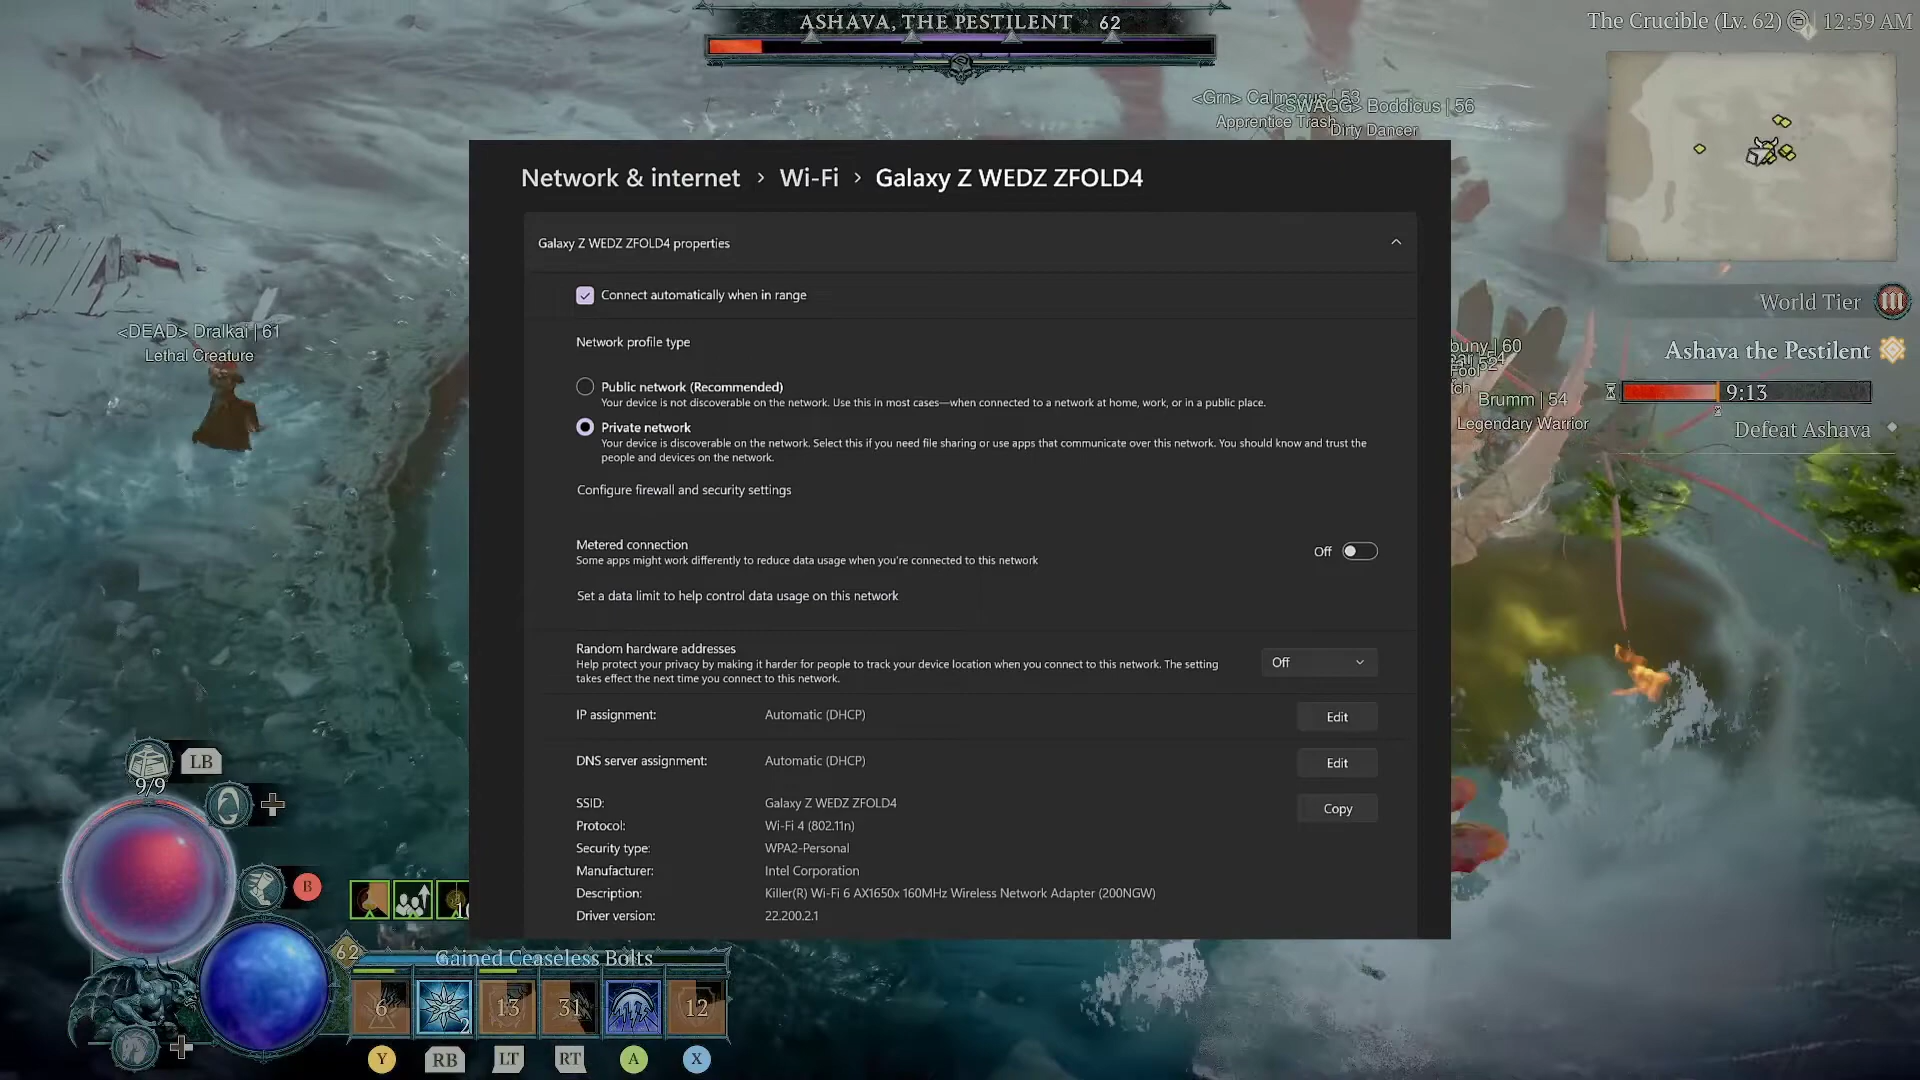 ASHAVA, THE PESTILENT · 62
The Crucible (Lv. 62) 12:59 AM
<Grn> Calmagus | 53
Apprentice Trash
<SWAGG> Boddicus | 56
Dirty Dancer
Network & internet > Wi-Fi > Galaxy Z WEDZ ZFOLD4
Galaxy Z WEDZ ZFOLD4 properties
Connect automatically when in range
Network profile type
Public network (Recommended)
Your device is not discoverable on the network. Use this in most cases—when connected to a network at home, work, or in a public place.
Private network
Your device is discoverable on the network. Select this if you need file sharing or use apps that communicate over this network. You should know and trust the
people and devices on the network.
Configure firewall and security settings
Metered connection
Some apps might work differently to reduce data usage when you're connected to this network
Off
Set a data limit to help control data usage on this network
Random hardware addresses
Help protect your privacy by making it harder for people to track your device location when you connect to this network. The setting
takes effect the next time you connect to this network.
Off
IP assignment: Automatic (DHCP) Edit
DNS server assignment: Automatic (DHCP) Edit
SSID: Galaxy Z WEDZ ZFOLD4 Copy
Protocol: Wi-Fi 4 (802.11n)
Security type: WPA2-Personal
Manufacturer: Intel Corporation
Description: Killer(R) Wi-Fi 6 AX1650x 160MHz Wireless Network Adapter (200NGW)
Driver version: 22.200.2.1
<DEAD> Dralkai | 61
Lethal Creature
World Tier III
Ashava the Pestilent
9:13
2
Defeat Ashava
buny | 60
Brumm | 54
Legendary Warrior
LB
9/9
B
62
Gained Ceaseless Bolts
6 2 13 31 12
Y RB LT RT A X